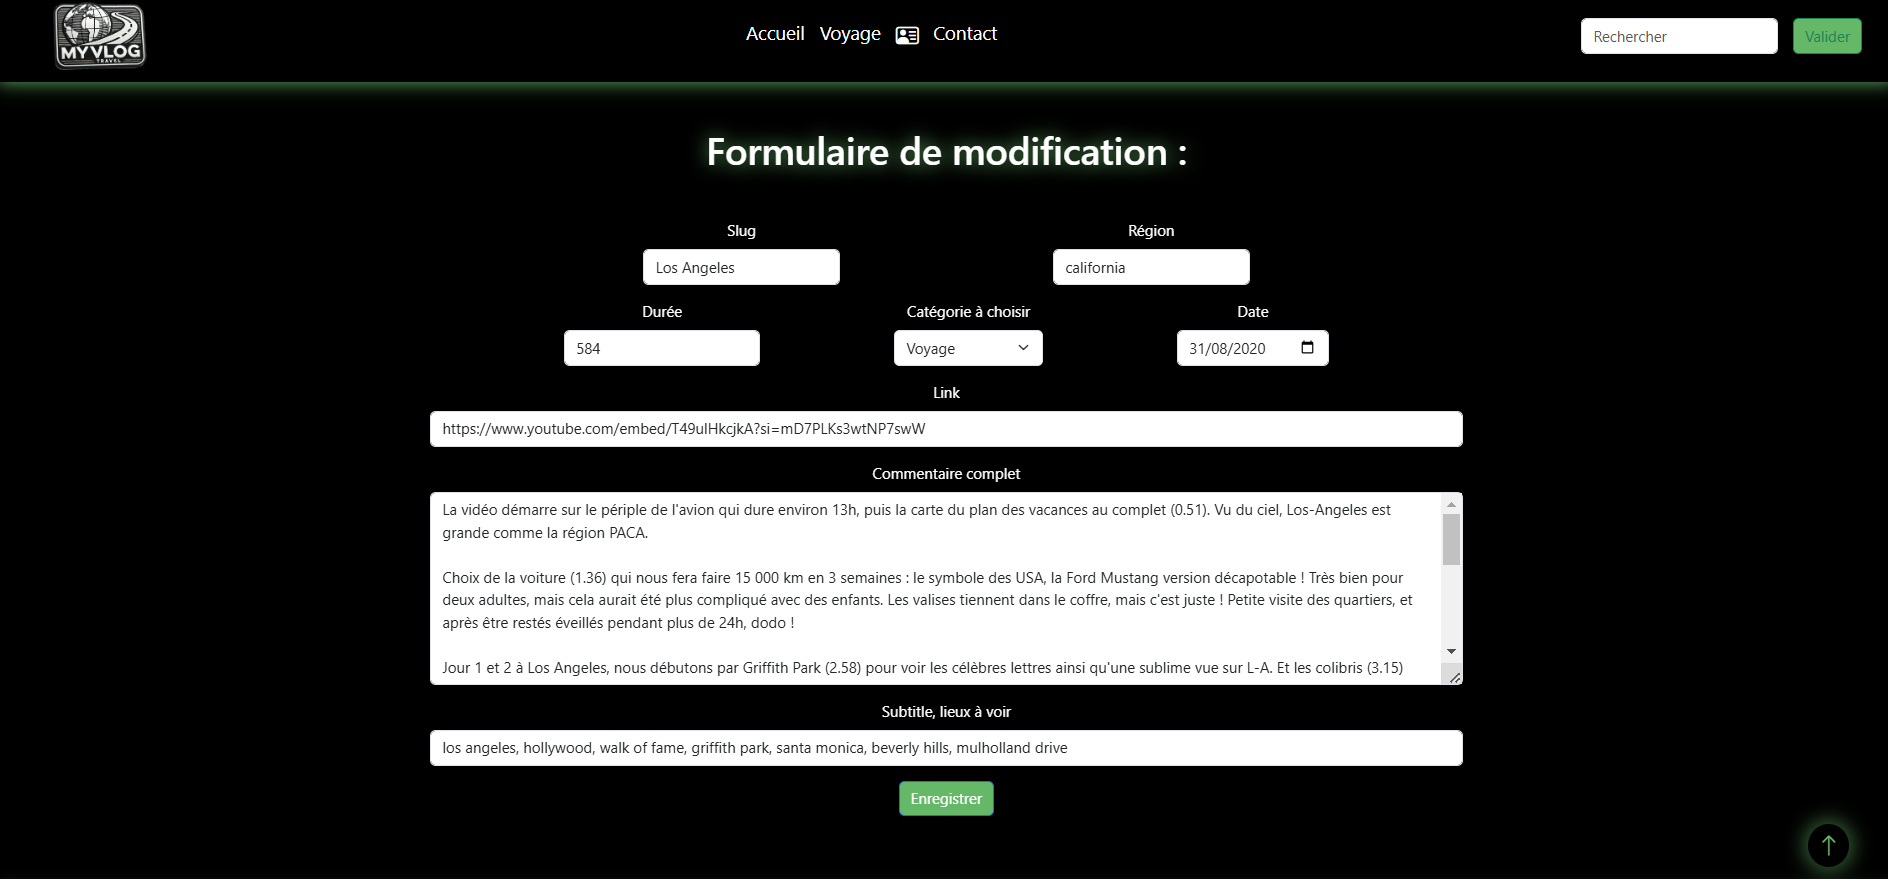 MYVLOG
TRAVEL
Accueil Voyage Contact
Rechercher
Valider
Formulaire de modification :
Slug
Région
Los Angeles
california
Durée
Catégorie à choisir
Date
584
Voyage
31/08/2020
Link
https://www.youtube.com/embed/T49ulHkcjkA?si=mD7PLKs3wtNP7swW
Commentaire complet
La vidéo démarre sur le périple de l'avion qui dure environ 13h, puis la carte du plan des vacances au complet (0.51). Vu du ciel, Los-Angeles est
grande comme la région PACA.
Choix de la voiture (1.36) qui nous fera faire 15 000 km en 3 semaines : le symbole des USA, la Ford Mustang version décapotable ! Très bien pour
deux adultes, mais cela aurait été plus compliqué avec des enfants. Les valises tiennent dans le coffre, mais c'est juste ! Petite visite des quartiers, et
après être restés éveillés pendant plus de 24h, dodo !
Jour 1 et 2 à Los Angeles, nous débutons par Griffith Park (2.58) pour voir les célèbres lettres ainsi qu'une sublime vue sur L-A. Et les colibris (3.15)
Subtitle, lieux à voir
los angeles, hollywood, walk of fame, griffith park, santa monica, beverly hills, mulholland drive
Enregistrer